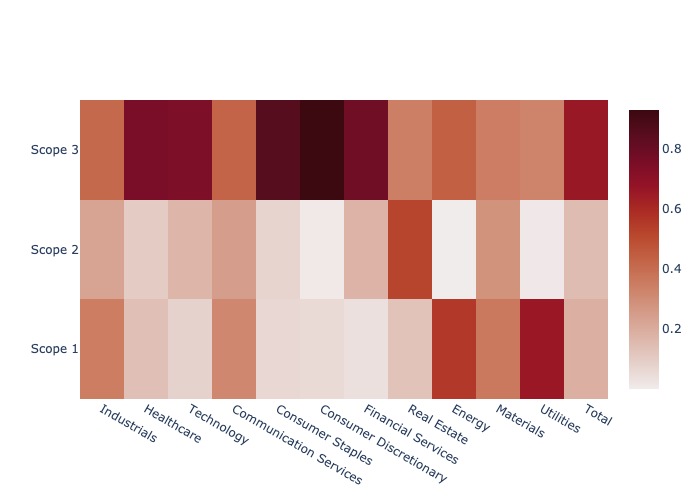 Scope 3
Scope 2
Scope 1
0.8
0.6
0.4
0.2
Industrials
Healthcare
Technology
Communication Services
Consumer Staples
Consumer Discretionary
Financial Services
Real Estate
Energy
Materials
Utilities
Total